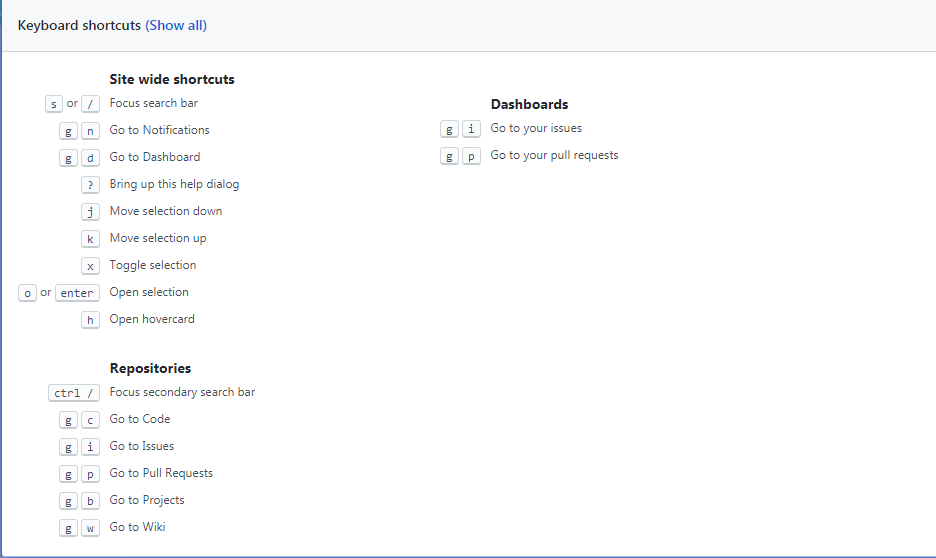 Keyboard shortcuts (Show all)
Site wide shortcuts
s or / Focus search bar
g n Go to Notifications
g d Go to Dashboard
? Bring up this help dialog
j Move selection down
k Move selection up
x Toggle selection
o or enter Open selection
h Open hovercard
Repositories
ctrl / Focus secondary search bar
g c Go to Code
g i Go to Issues
g p Go to Pull Requests
g b Go to Projects
g w Go to Wiki
Dashboards
g i Go to your issues
g p Go to your pull requests